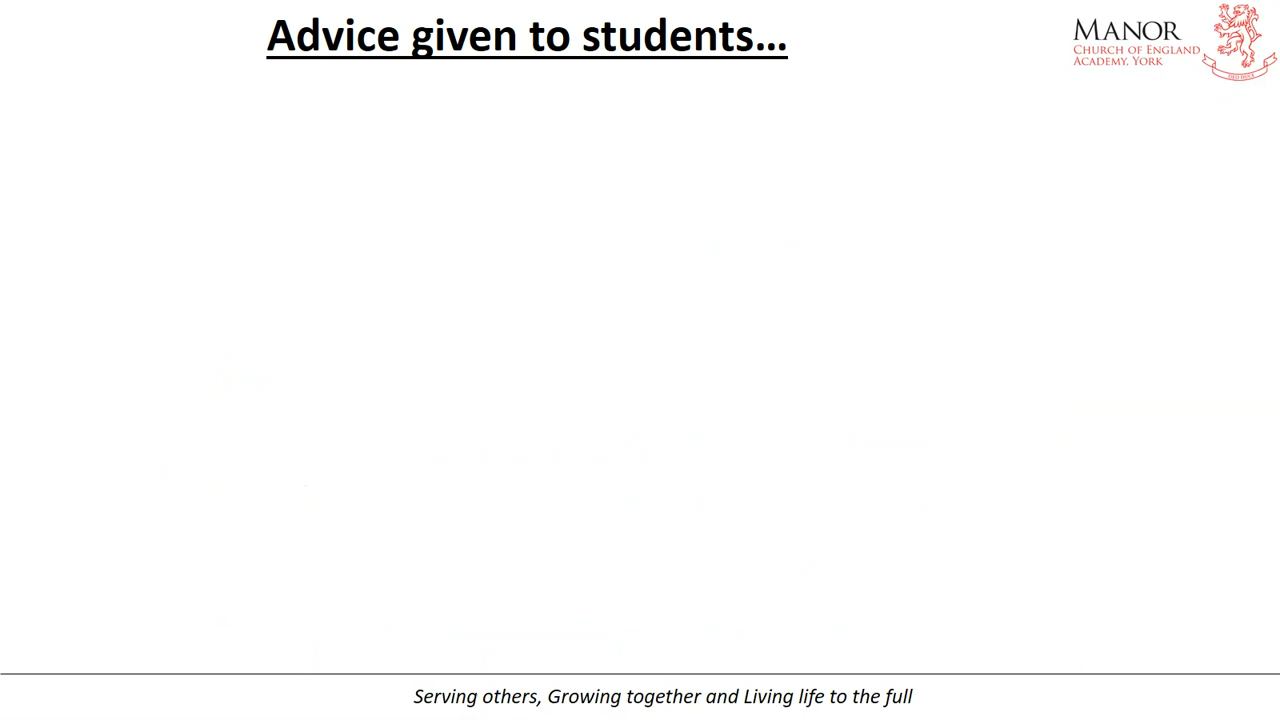 Advice given to students...
MANOR
CHURCH OF ENGLAND
ACADEMY, YORK
Serving others, Growing together and Living life to the full